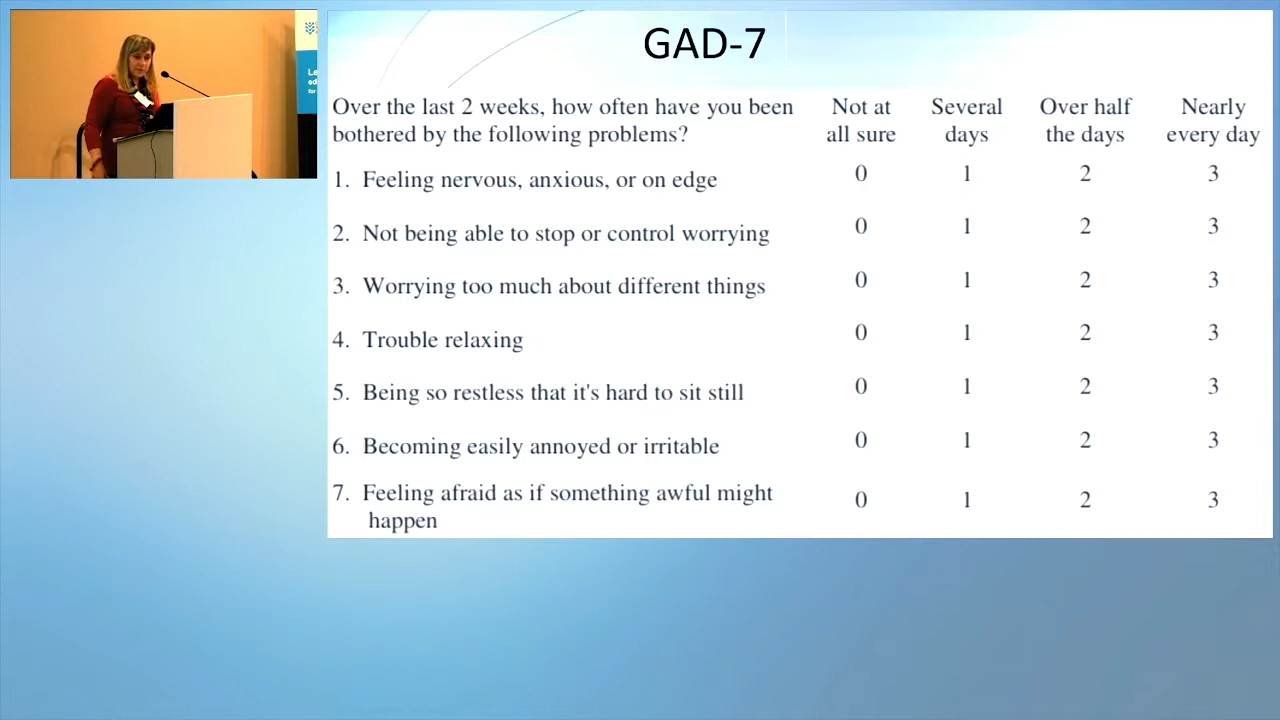 GAD-7
Over the last 2 weeks, how often have you been
bothered by the following problems?
Not at
all sure
Several
days
Over half
the days
Nearly
every day
1. Feeling nervous, anxious, or on edge 0 1 2 3
2. Not being able to stop or control worrying 0 1 2 3
3. Worrying too much about different things 0 1 2 3
4. Trouble relaxing 0 1 2 3
5. Being so restless that it's hard to sit still 0 1 2 3
6. Becoming easily annoyed or irritable 0 1 2 3
7. Feeling afraid as if something awful might
happen 0 1 2 3